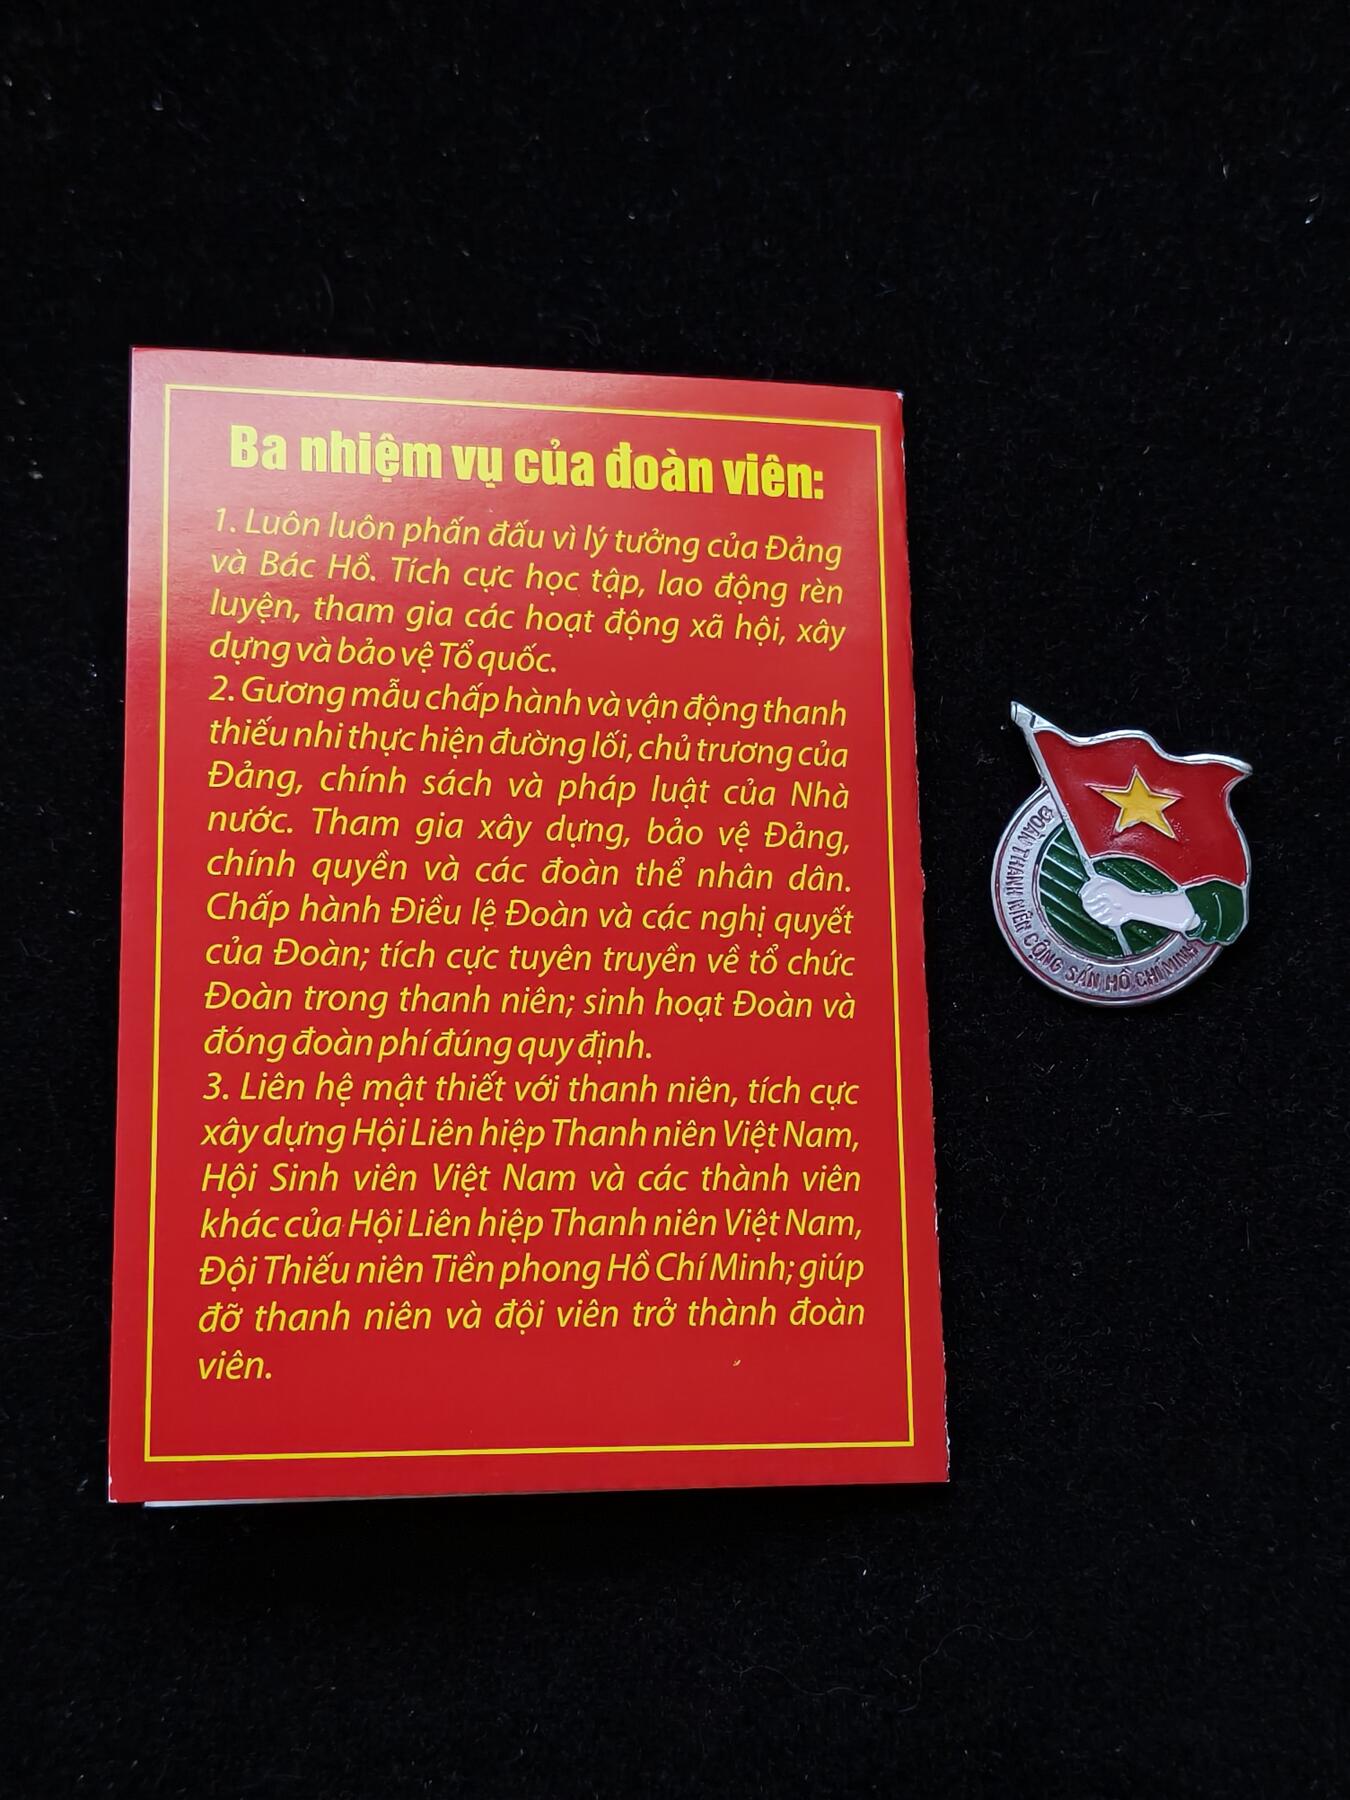 Ba nhiệm vụ của đoàn viên:
1. Luôn luôn phấn đấu vì lý tưởng của Đảng
và Bác Hồ. Tích cực học tập, lao động rèn
luyện, tham gia các hoạt động xã hội, xây
dựng và bảo vệ Tổ quốc.
2. Gương mẫu chấp hành và vận động thanh
thiếu nhi thực hiện đường lối, chủ trương của
Đảng, chính sách và pháp luật của Nhà
nước. Tham gia xây dựng, bảo vệ Đảng,
chính quyền và các đoàn thể nhân dân.
Chấp hành Điều lệ Đoàn và các nghị quyết
của Đoàn; tích cực tuyên truyền về tổ chức
Đoàn trong thanh niên; sinh hoạt Đoàn và
đóng đoàn phí đúng quy định.
3. Liên hệ mật thiết với thanh niên, tích cực
xây dựng Hội Liên hiệp Thanh niên Việt Nam,
Hội Sinh viên Việt Nam và các thành viên
khác của Hội Liên hiệp Thanh niên Việt Nam,
Đội Thiếu niên Tiền phong Hồ Chí Minh; giúp
đỡ thanh niên và đội viên trở thành đoàn
viên.
ĐOÀN THANH NIÊN CỘNG SẢN HỒ CHÍ MINH